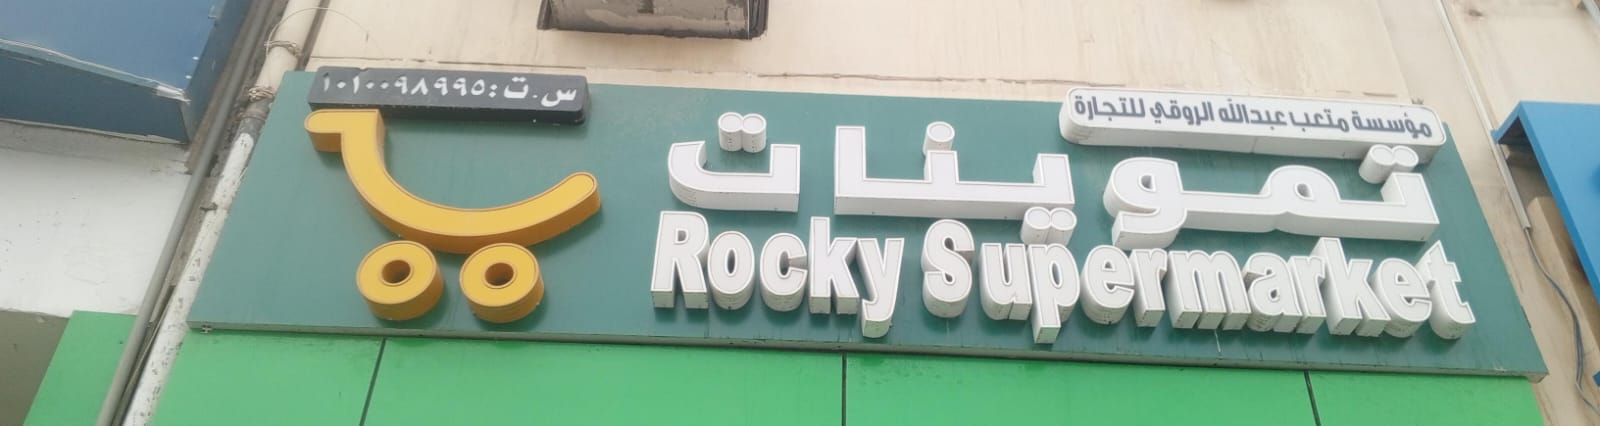 س.ت: ١٠١٠٠٩٨٩٩٥
مؤسسة متعب عبدالله الروقي للتجارة
تموينات
Rocky Supermarket